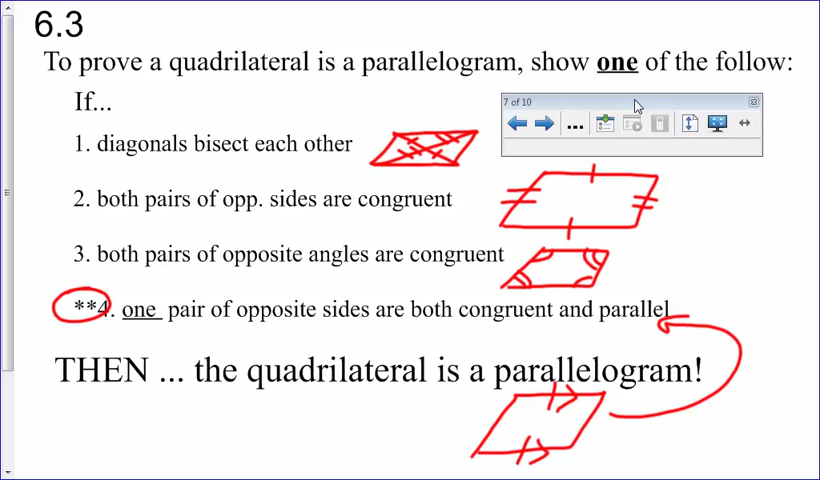 6.3
To prove a quadrilateral is a parallelogram, show one of the follow:
If...
7 of 10
1. diagonals bisect each other
2. both pairs of opp. sides are congruent
3. both pairs of opposite angles are congruent
**4. one pair of opposite sides are both congruent and parallel
THEN ... the quadrilateral is a parallelogram!